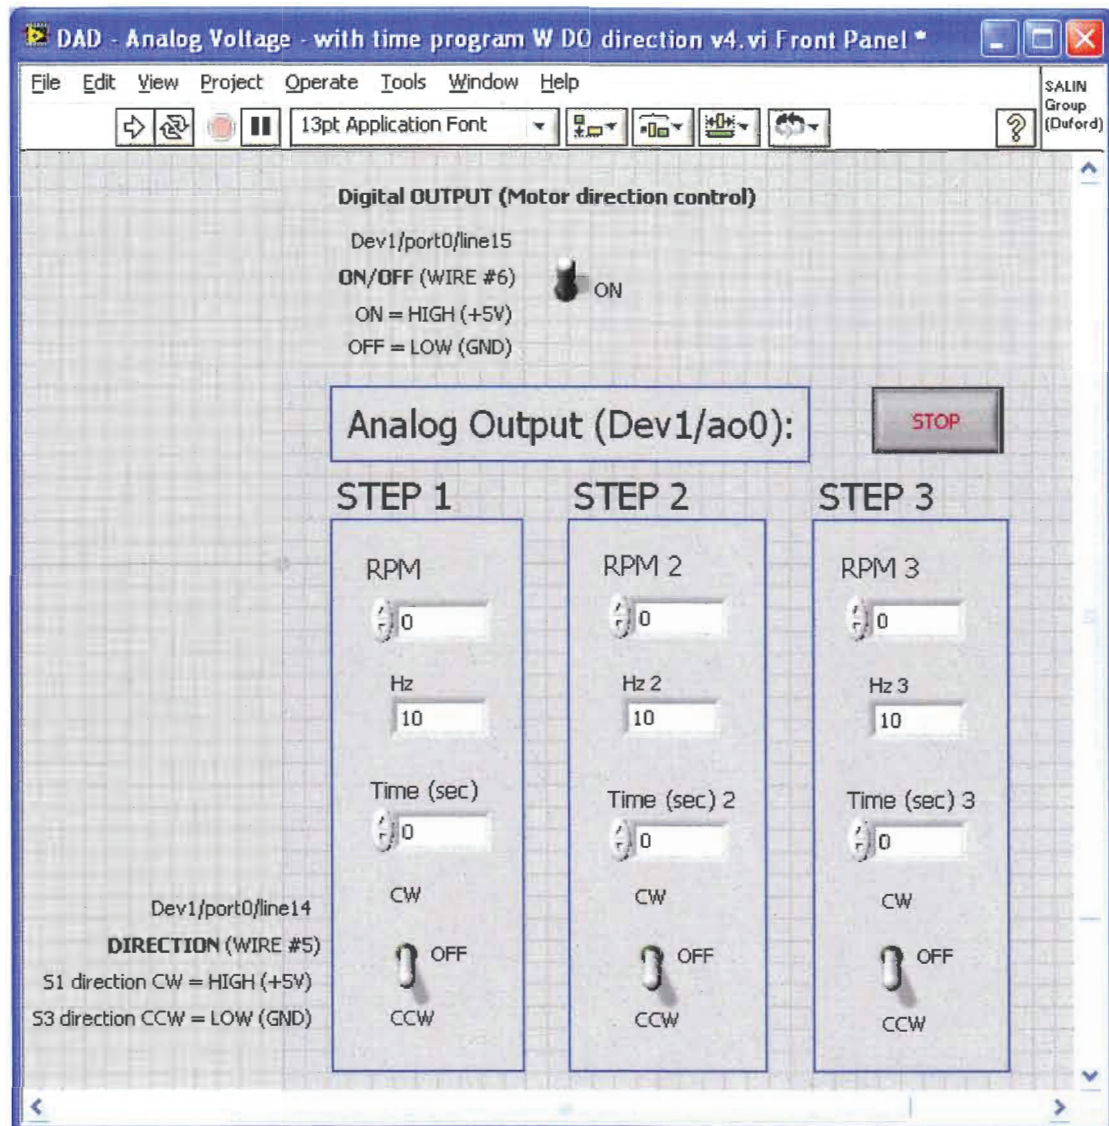 DAD - Analog Voltage - with time program W DO direction v4.vi Front Panel *
File Edit View Project Operate Tools Window Help
SALIN
Group
(Duford)
13pt Application Font
?
Digital OUTPUT (Motor direction control)
Dev1/port0/line15
ON/OFF (WIRE #6)
ON
ON = HIGH (+5V)
OFF = LOW (GND)
Analog Output (Dev1/ao0):
STOP
STEP 1 STEP 2 STEP 3
RPM RPM 2 RPM 3
0 0 0
Hz Hz 2 Hz 3
10 10 10
Time (sec) Time (sec) 2 Time (sec) 3
0 0 0
CW CW CW
Dev1/port0/line14
DIRECTION (WIRE #5)
OFF OFF OFF
S1 direction CW = HIGH (+5V)
S3 direction CCW = LOW (GND)
CCW CCW CCW